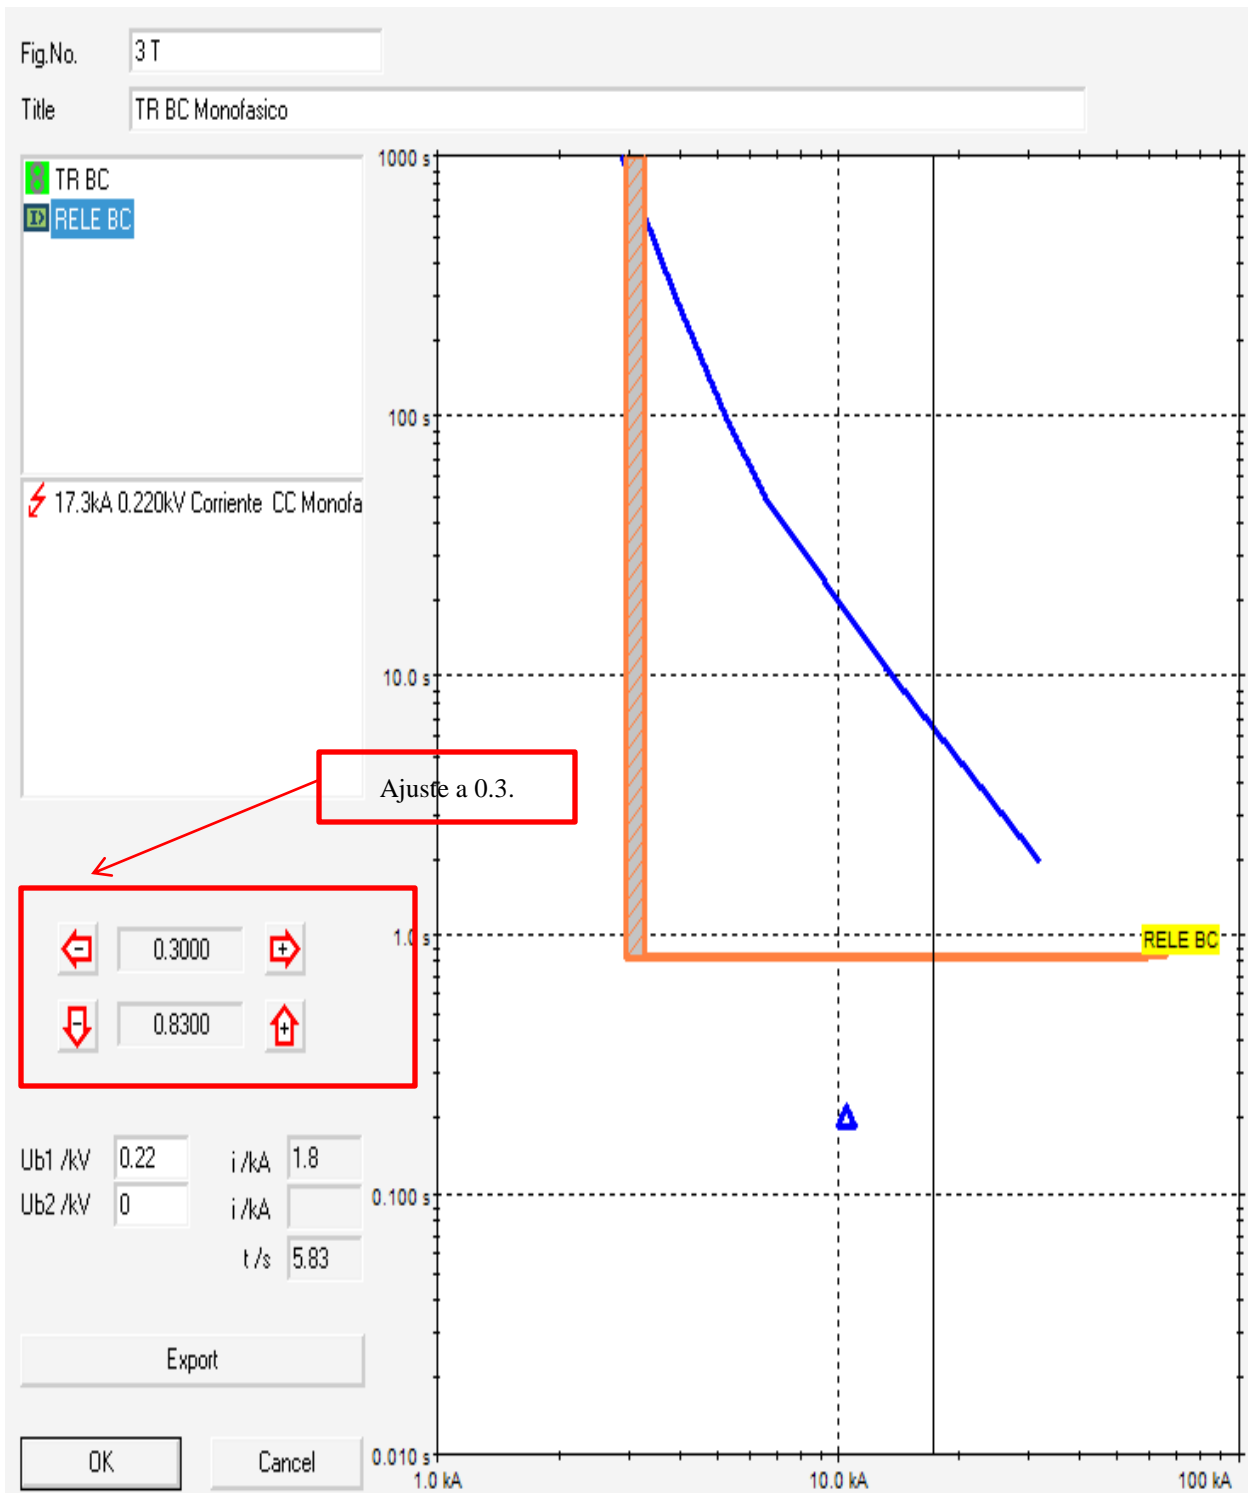 Fig.No. 3 T
Title TR BC Monofasico
TR BC
RELE BC
17.3kA 0.220kV Corriente CC Monofa
Ajuste a 0.3.
0.3000
0.8300
Ub1 /kV 0.22 i /kA 1.8
Ub2 /kV 0 i /kA
t /s 5.83
Export
OK Cancel
1000 s
100 s
10.0 s
1.0 s
0.100 s
0.010 s
1.0 kA 10.0 kA 100 kA
RELE BC